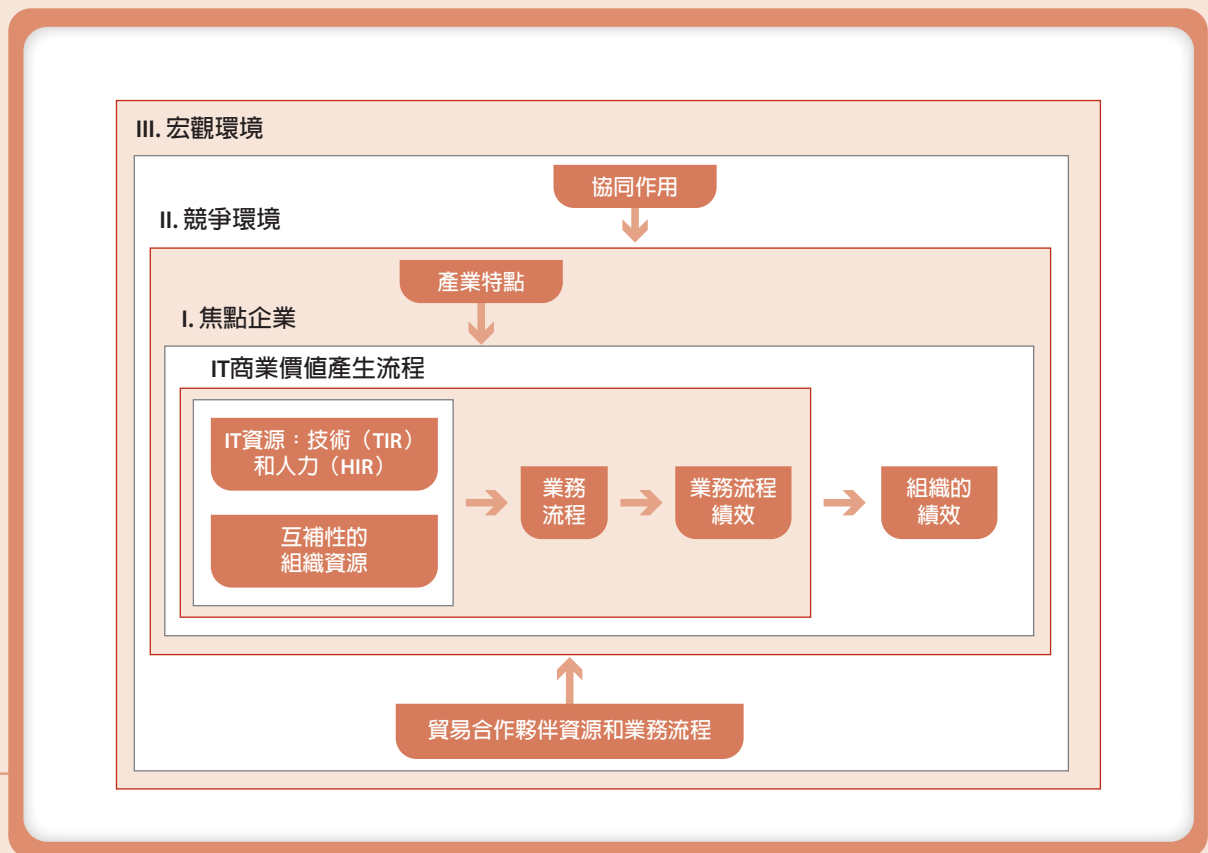 III. 宏觀環境
協同作用
II. 競爭環境
產業特點
I. 焦點企業
IT商業價值產生流程
IT資源：技術（TIR）
和人力（HIR）
互補性的
組織資源
業務
流程
業務流程
績效
組織的
績效
貿易合作夥伴資源和業務流程